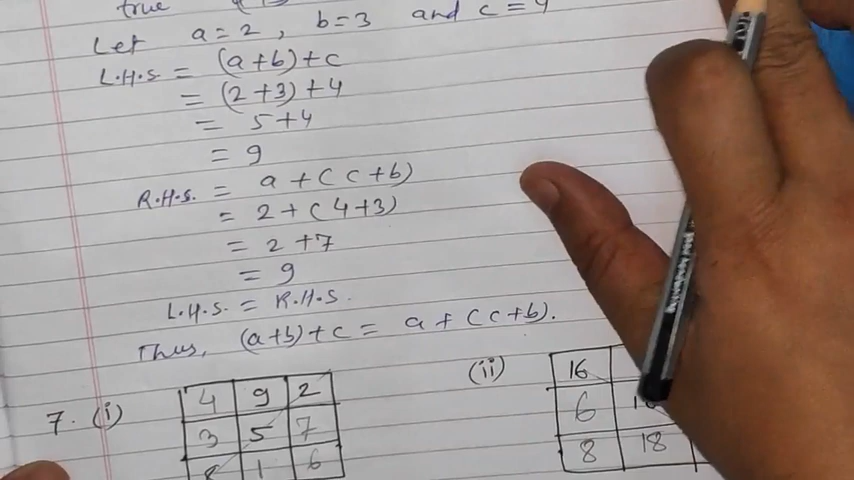 true
Let a = 2 , b = 3 and c = 4
L.H.S = (a+b)+c
= (2+3)+4
= 5+4
= 9
R.H.S. = a + (c+b)
= 2 + (4+3)
= 2+7
= 9
L.H.S. = R.H.S.
Thus, (a+b)+c = a + (c+b).
7. (i)
4 9 2
3 5 7
8 1 6
(ii)
16
6
8 18